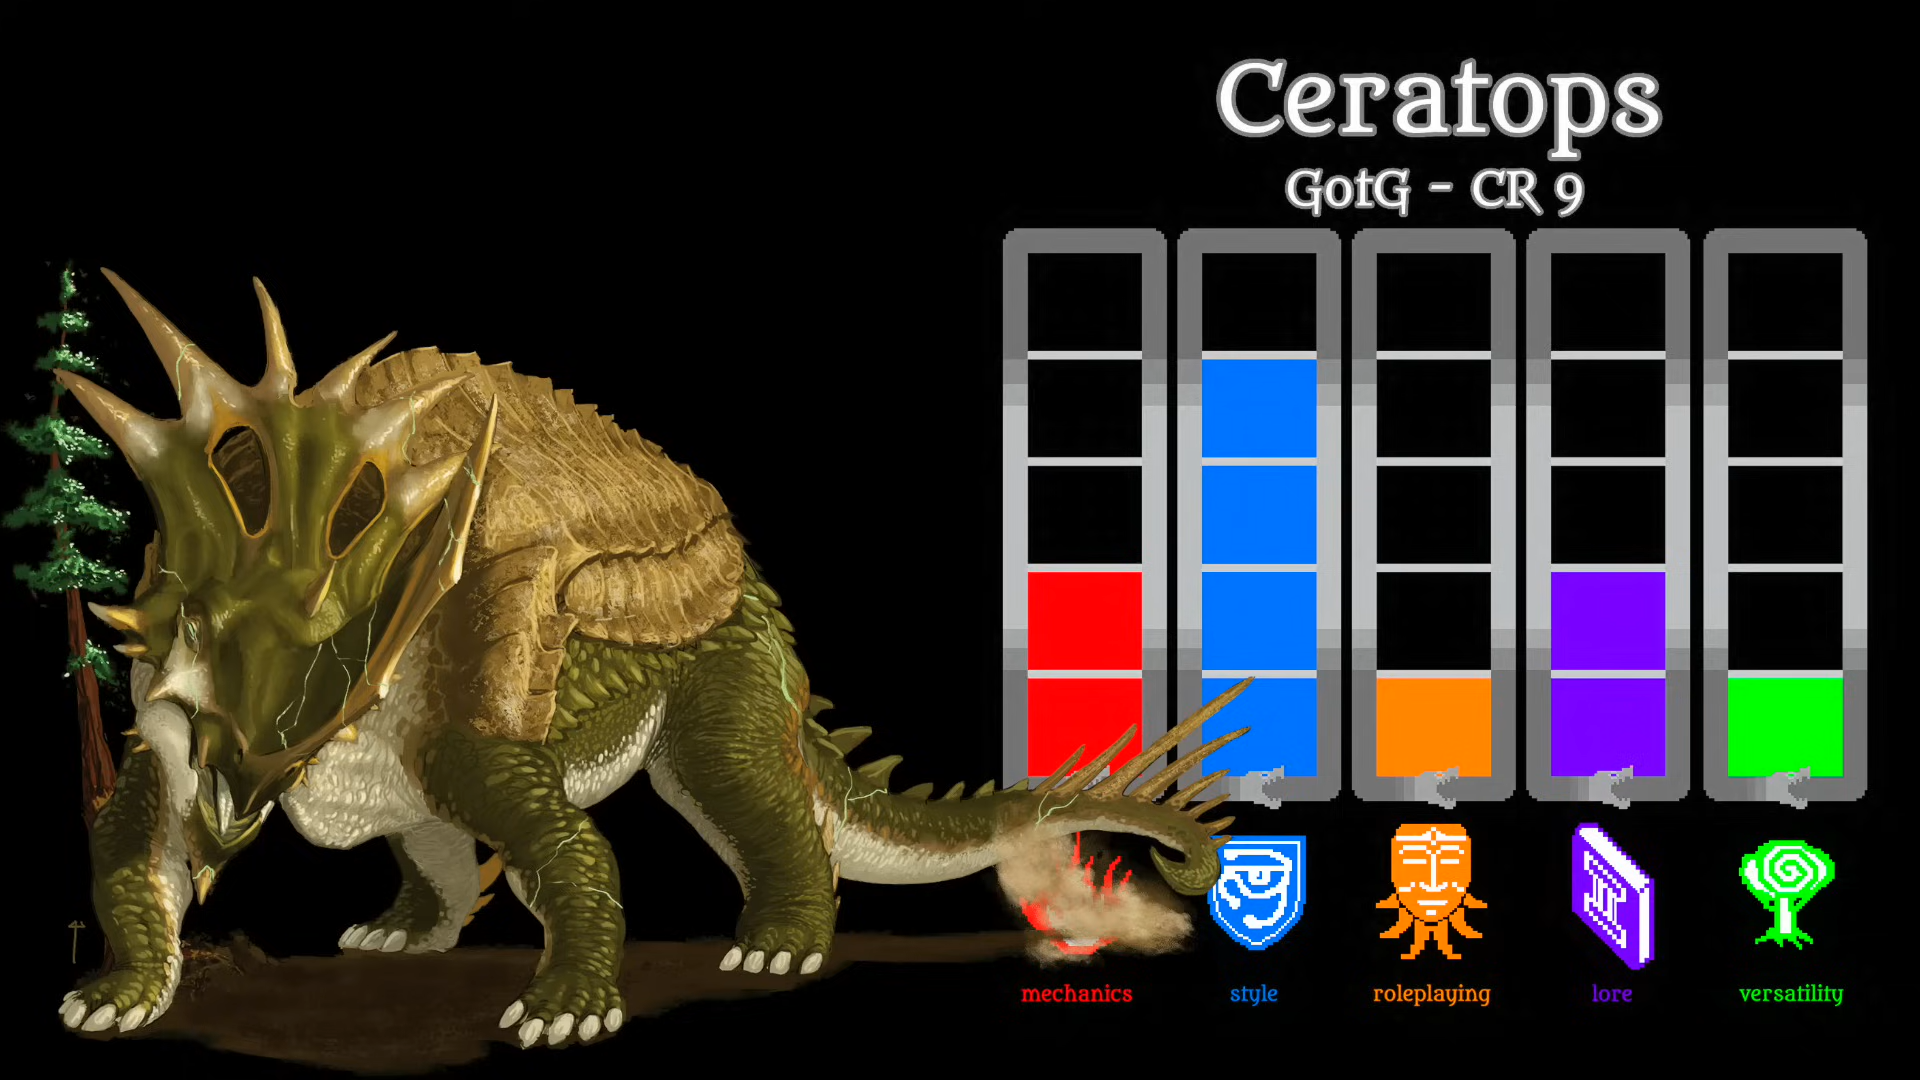 Ceratops
GotG - CR 9
mechanics
style
roleplaying
lore
versatility